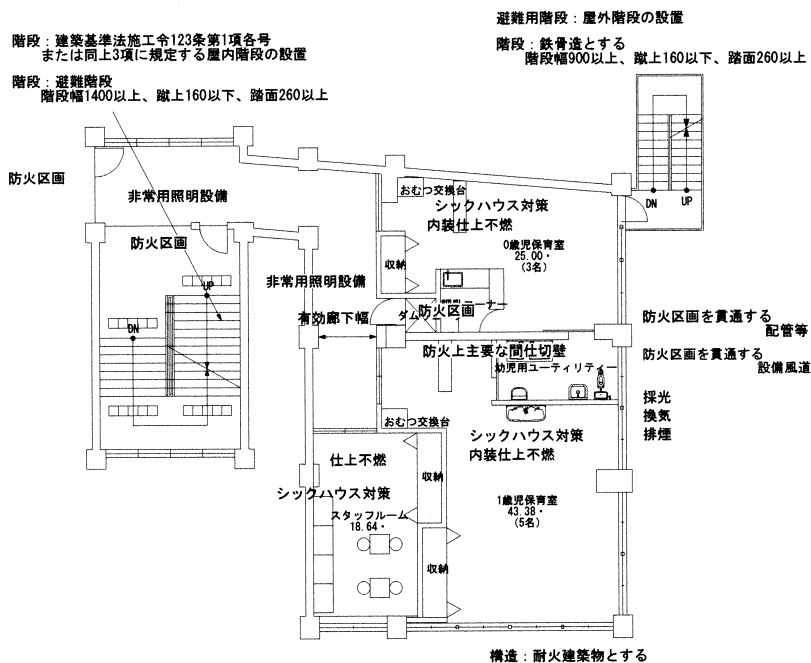 避難用階段：屋外階段の設置
階段：鉄骨造とする
階段幅900以上、蹴上160以下、踏面260以上
階段：建築基準法施工令123条第1項各号
または同上3項に規定する屋内階段の設置
階段：避難階段
階段幅1400以上、蹴上160以下、踏面260以上
防火区画
非常用照明設備
防火区画
おむつ交換台
シックハウス対策
内装仕上不燃
DN
UP
0歳児保育室
25.00・
(3名)
収納
非常用照明設備
UP
DN
有効廊下幅
防火区画
防火区画を貫通する
配管等
防火上主要な間仕切壁
防火区画を貫通する
設備風道
幼児用ユーティリティー
採光
換気
排煙
おむつ交換台
シックハウス対策
内装仕上不燃
仕上不燃
収納
シックハウス対策
スタッフルーム
18.64・
1歳児保育室
43.38・
(5名)
収納
構造：耐火建築物とする